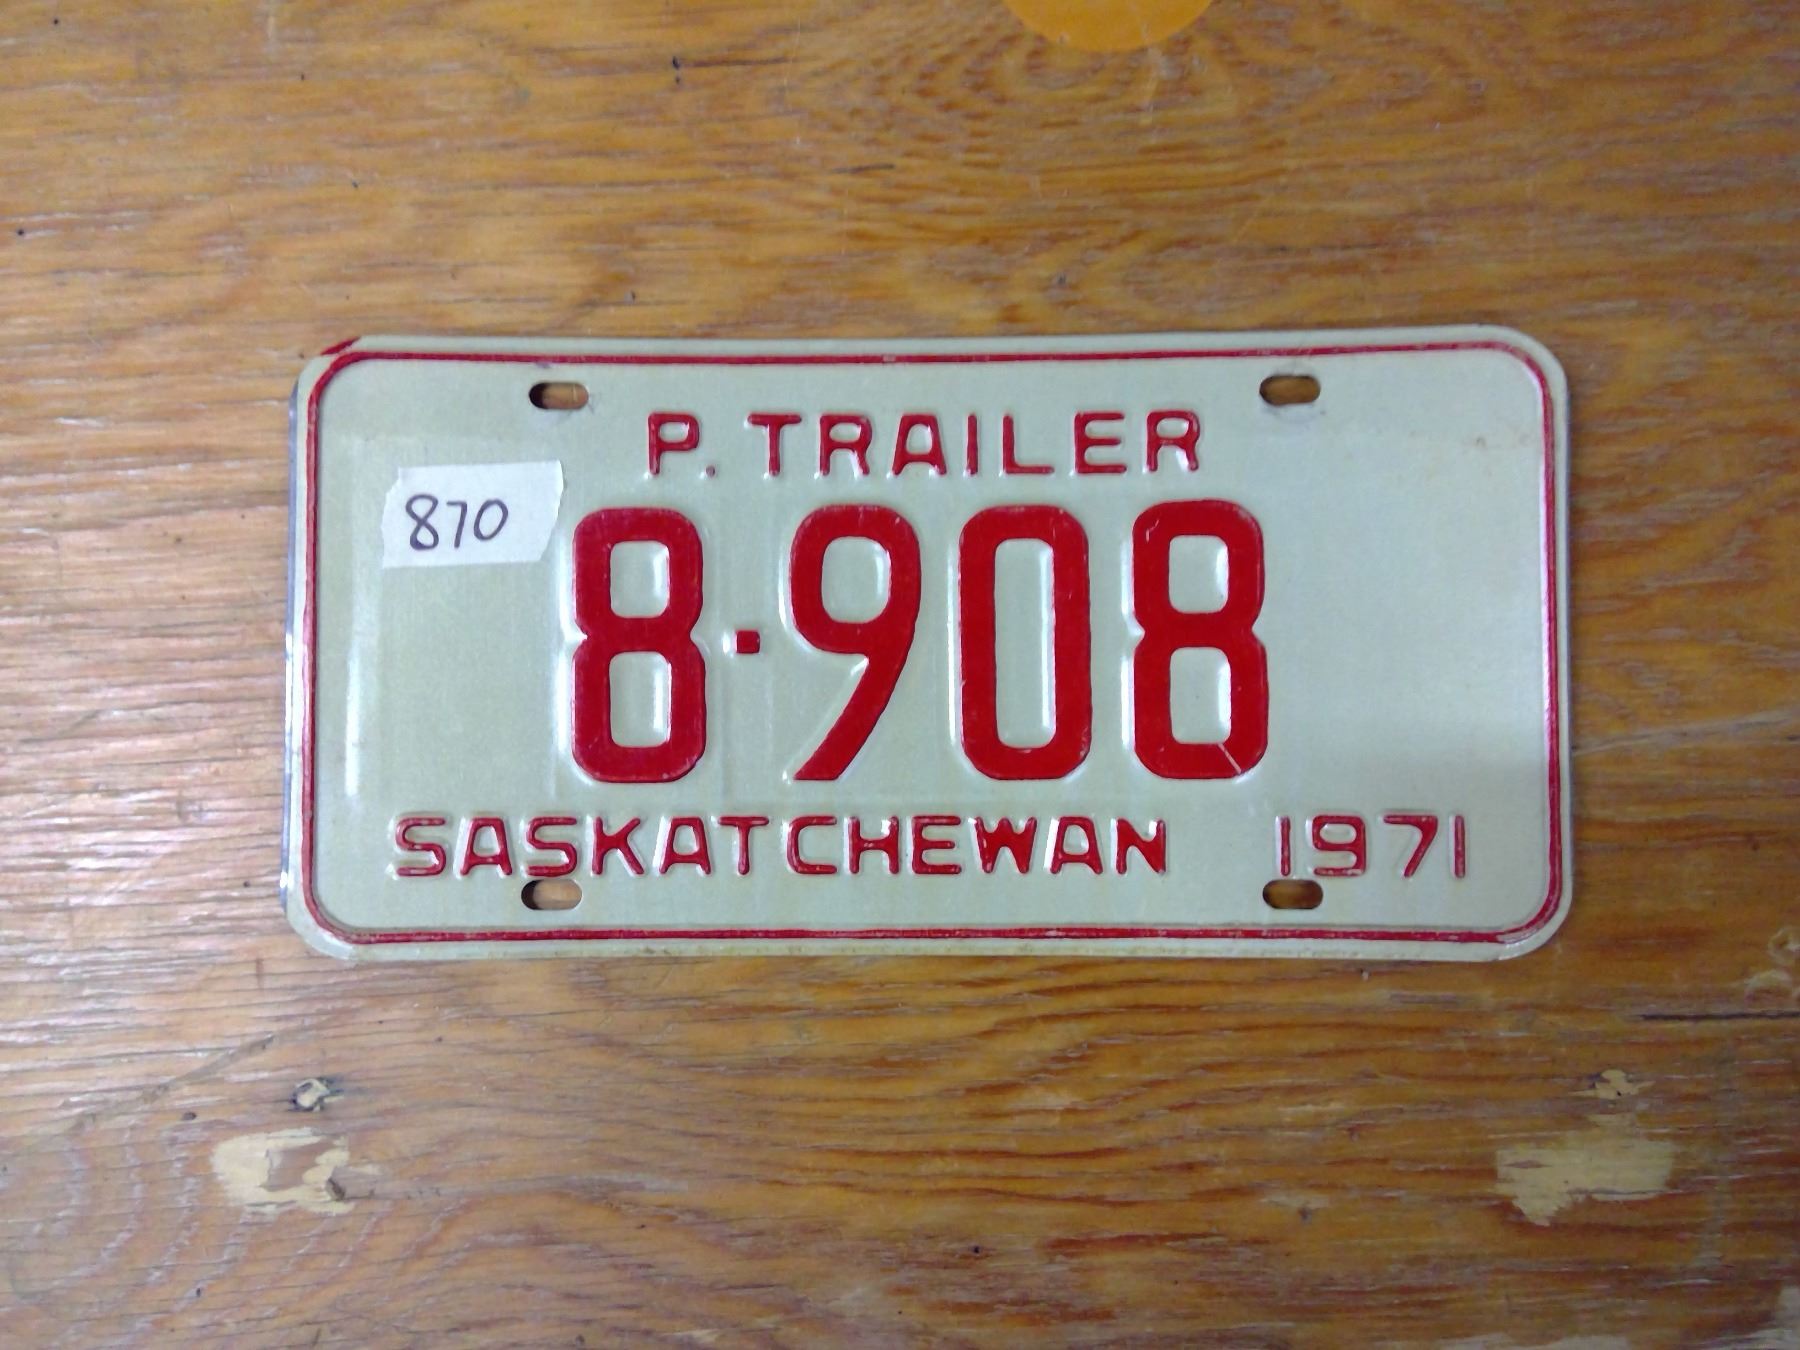 P. TRAILER
870
8·908
SASKATCHEWAN 1971